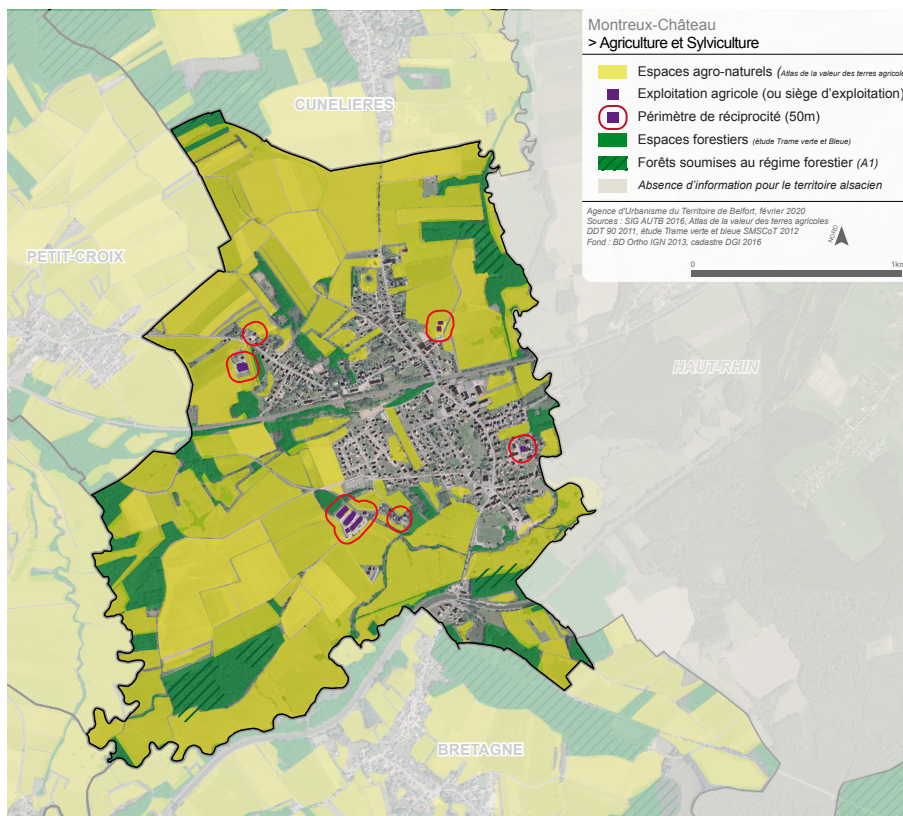 Montreux-Château
> Agriculture et Sylviculture
Espaces agro-naturels (Atlas de la valeur des terres agricole
Exploitation agricole (ou siège d'exploitation)
Périmètre de réciprocité (50m)
Espaces forestiers (étude Trame verte et Bleue)
Forêts soumises au régime forestier (A1)
Absence d'information pour le territoire alsacien
Agence d'Urbanisme du Territoire de Belfort, février 2020
Sources : SIG AUTB 2016, Atlas de la valeur des terres agricoles
DDT 90 2011, étude Trame verte et bleue SMSCoT 2012
Fond : BD Ortho IGN 2013, cadastre DGI 2016
NORD
0 1km
CUNELIERES
PETIT-CROIX
HAUT-RHIN
BRETAGNE